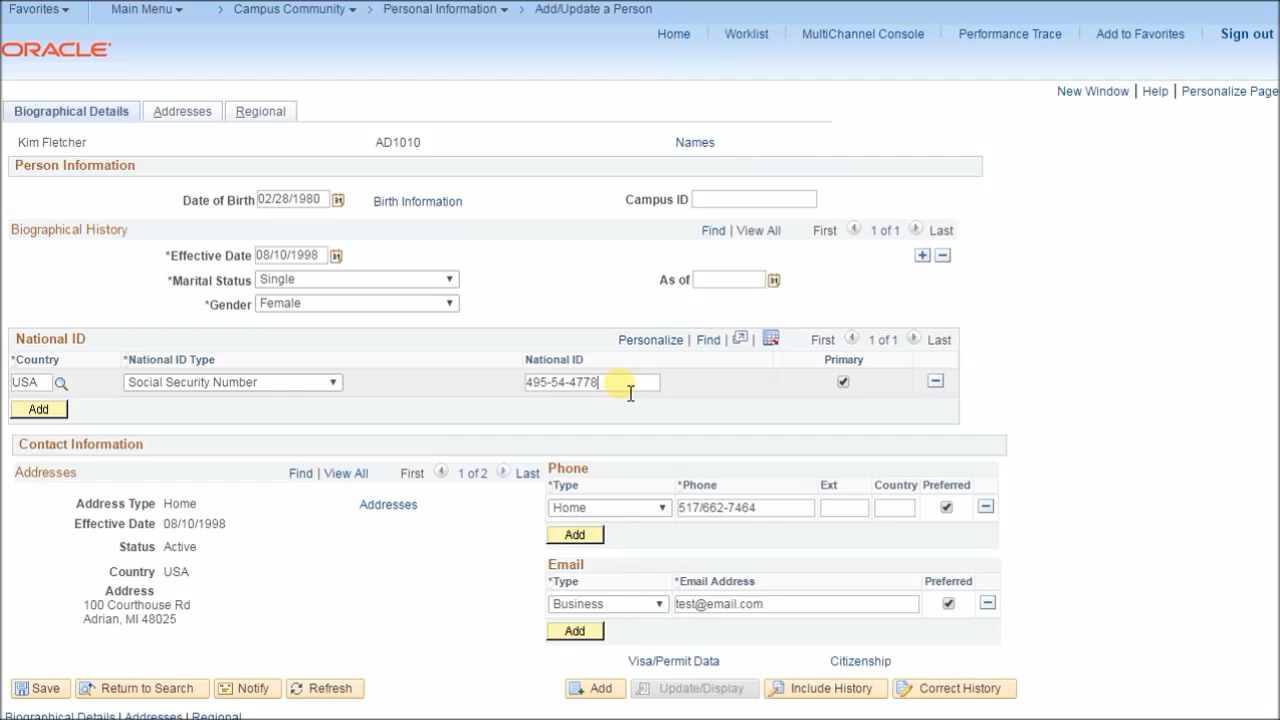 Favorites Main Menu > Campus Community > Personal Information > Add/Update a Person
Home Worklist MultiChannel Console Performance Trace Add to Favorites Sign out
ORACLE
New Window | Help | Personalize Page
Biographical Details Addresses Regional
Kim Fletcher AD1010 Names
Person Information
Date of Birth 02/28/1980 31 Birth Information Campus ID
Biographical History Find | View All First 1 of 1 Last
*Effective Date 08/10/1998 31
*Marital Status Single As of 31
*Gender Female
National ID Personalize | Find | First 1 of 1 Last
*Country *National ID Type National ID Primary
USA Social Security Number 495-54-4778
Add
Contact Information
Addresses Find | View All First 1 of 2 Last
Address Type Home Addresses
Effective Date 08/10/1998
Status Active
Country USA
Address
100 Courthouse Rd
Adrian, MI 48025
Phone
*Type *Phone Ext Country Preferred
Home 517/662-7464
Add
Email
*Type *Email Address Preferred
Business test@email.com
Add
Visa/Permit Data Citizenship
Save Return to Search Notify Refresh Add Update/Display Include History Correct History
Biographical Details | Addresses | Regional